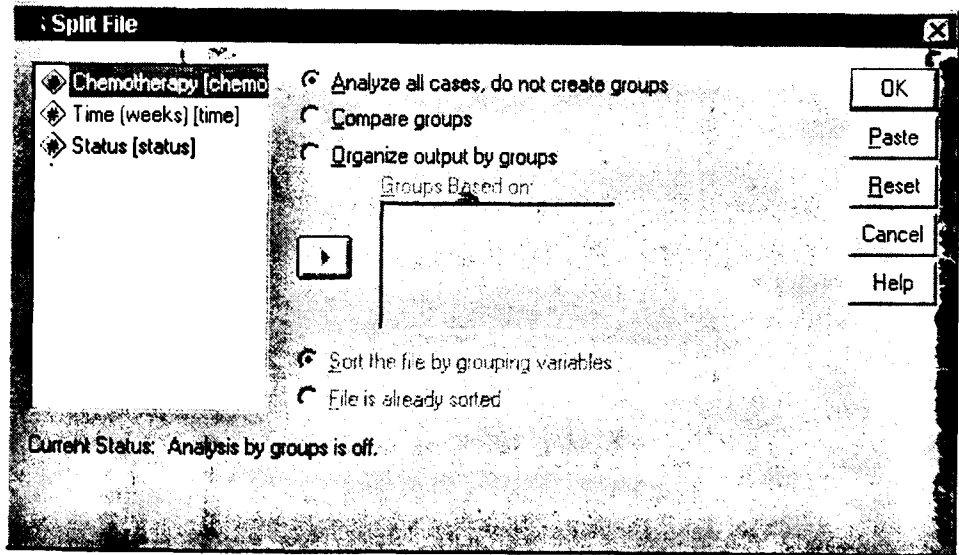 Split File
Chemotherapy [chemo
Time (weeks) [time]
Status [status]
Analyze all cases, do not create groups
Compare groups
Organize output by groups
Groups Based on:
Sort the file by grouping variables
File is already sorted
Current Status: Analysis by groups is off.
OK
Paste
Reset
Cancel
Help